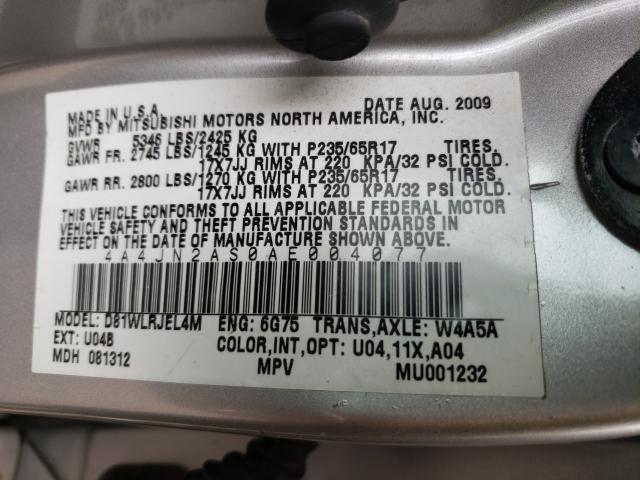 MADE IN U.S.A. DATE AUG. 2009
MFD BY MITSUBISHI MOTORS NORTH AMERICA, INC.
GVWR 5346 LBS/2425 KG
GAWR FR. 2745 LBS/1245 KG WITH P235/65R17 TIRES.
17X7JJ RIMS AT 220 KPA/32 PSI COLD.
GAWR RR. 2800 LBS/1270 KG WITH P235/65R17 TIRES.
17X7JJ RIMS AT 220 KPA/32 PSI COLD.
THIS VEHICLE CONFORMS TO ALL APPLICABLE FEDERAL MOTOR
VEHICLE SAFETY AND THEFT PREVENTION STANDARDS IN
EFFECT ON THE DATE OF MANUFACTURE SHOWN ABOVE.
4A4JN2AS0AE004077
MODEL: D81WLRJEL4M ENG: 6G75 TRANS,AXLE: W4A5A
EXT: U04B COLOR,INT,OPT: U04,11X,A04
MDH 081312 MPV MU001232